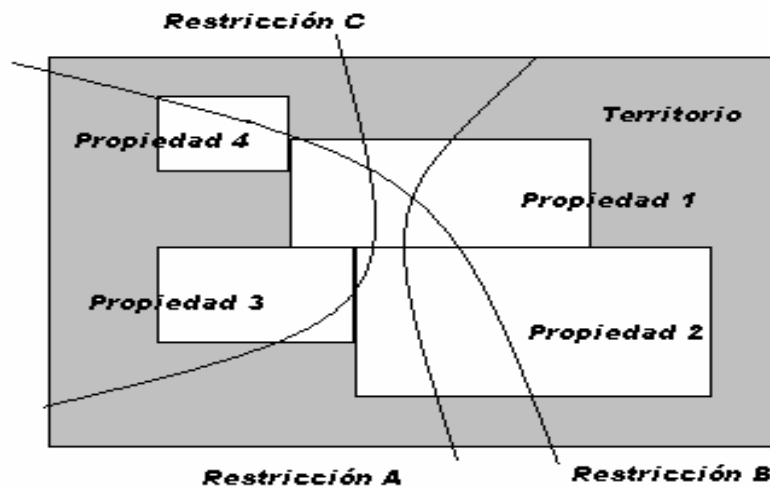 Restricción C
Territorio
Propiedad 4
Propiedad 1
Propiedad 3
Propiedad 2
Restricción A
Restricción B